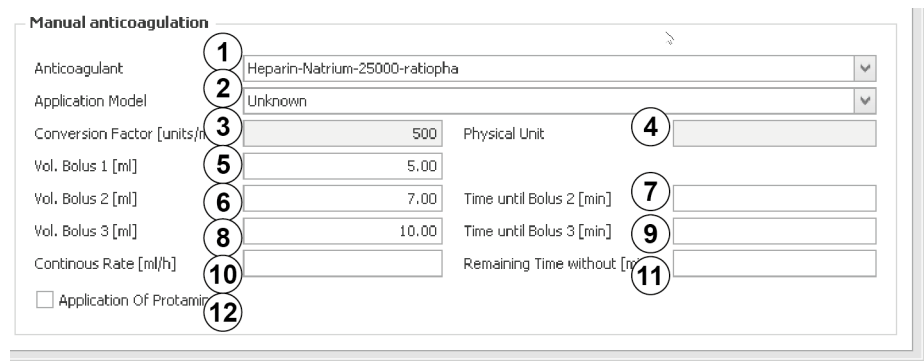 Manual anticoagulation
1
Anticoagulant Heparin-Natrium-25000-ratiopha
2
Application Model Unknown
Conversion Factor [units/m 3 500 Physical Unit 4
Vol. Bolus 1 [ml] 5 5.00
Vol. Bolus 2 [ml] 6 7.00 Time until Bolus 2 [min] 7
Vol. Bolus 3 [ml] 8 10.00 Time until Bolus 3 [min] 9
Continous Rate [ml/h] 10 Remaining Time without [m 11
Application Of Protamin 12